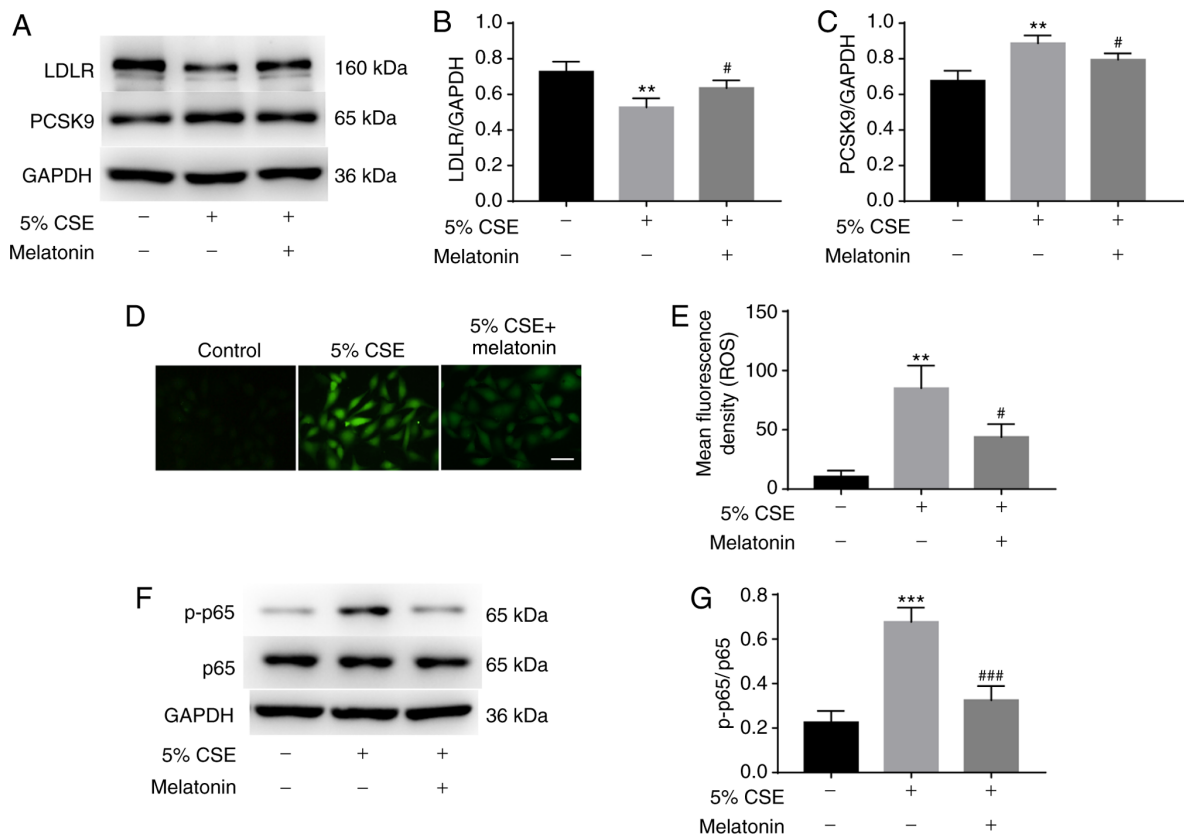 A
LDLR
160 kDa
PCSK9
65 kDa
GAPDH
36 kDa
5% CSE – + +
Melatonin – – +
B
LDLR/GAPDH
1.0
0.8
0.6
0.4
0.2
0.0
**
#
5% CSE – + +
Melatonin – – +
C
PCSK9/GAPDH
1.0
0.8
0.6
0.4
0.2
0.0
**
#
5% CSE – + +
Melatonin – – +
D
Control
5% CSE
5% CSE+
melatonin
E
Mean fluorescence
density (ROS)
150
100
50
0
**
#
5% CSE – + +
Melatonin – – +
F
p-p65
65 kDa
p65
65 kDa
GAPDH
36 kDa
5% CSE – + +
Melatonin – – +
G
p-p65/p65
0.8
0.6
0.4
0.2
0.0
***
###
5% CSE – + +
Melatonin – – +